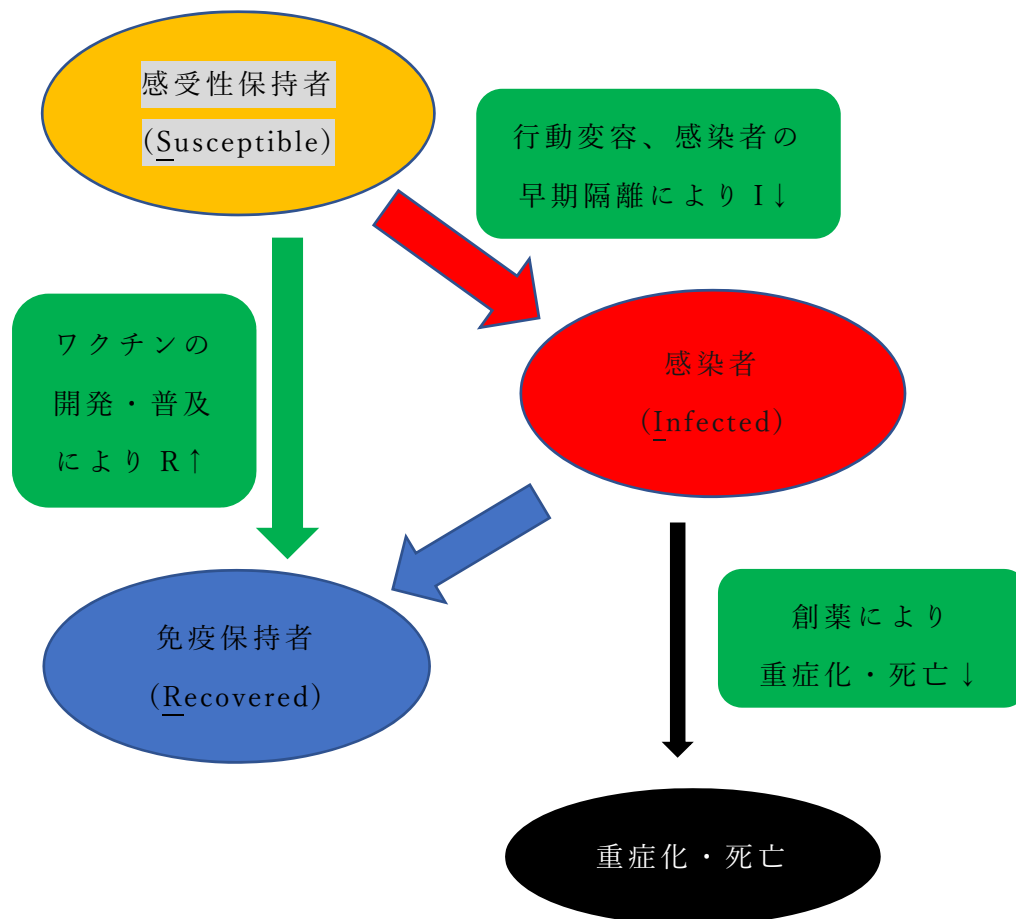 感受性保持者
(Susceptible)
行動変容、感染者の
早期隔離により I↓
ワクチンの
開発・普及
により R↑
感染者
(Infected)
免疫保持者
(Recovered)
創薬により
重症化・死亡↓
重症化・死亡